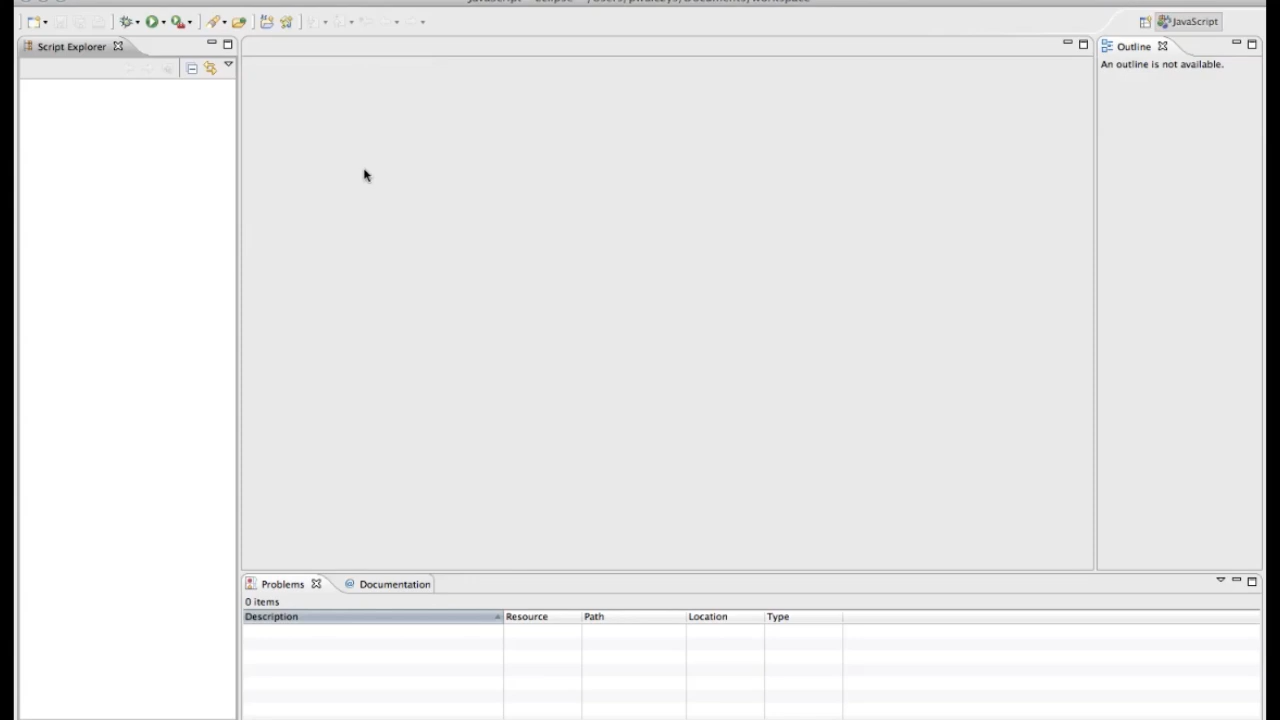 JavaScript
Script Explorer
Outline
An outline is not available.
Problems
Documentation
0 items
Description Resource Path Location Type